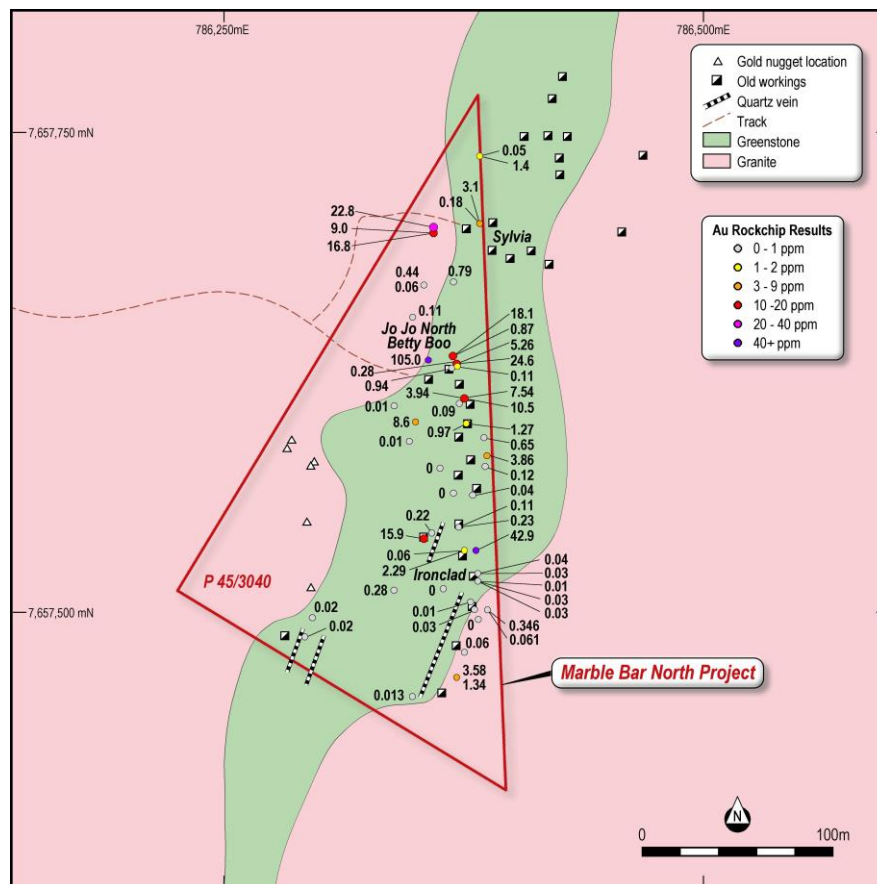 786,250mE
786,500mE
7,657,750 mN
7,657,500 mN
Gold nugget location
Old workings
Quartz vein
Track
Greenstone
Granite
Au Rockchip Results
0 - 1 ppm
1 - 2 ppm
3 - 9 ppm
10 -20 ppm
20 - 40 ppm
40+ ppm
0.05
1.4
3.1
0.18
22.8
9.0
16.8
Sylvia
0.44
0.06
0.79
0.11
Jo Jo North
Betty Boo
105.0
0.28
0.94
18.1
0.87
5.26
24.6
0.11
3.94
7.54
10.5
0.01
0.09
8.6
0.97
1.27
0.01
0.65
3.86
0
0.12
0
0.04
0.11
0.23
0.22
15.9
42.9
0.06
2.29
Ironclad
0.04
0.03
0.01
0.03
0.03
0.28
0
0.01
0.03
0
0.346
0.061
0.06
0.02
0.02
3.58
1.34
0.013
P 45/3040
Marble Bar North Project
N
0
100m